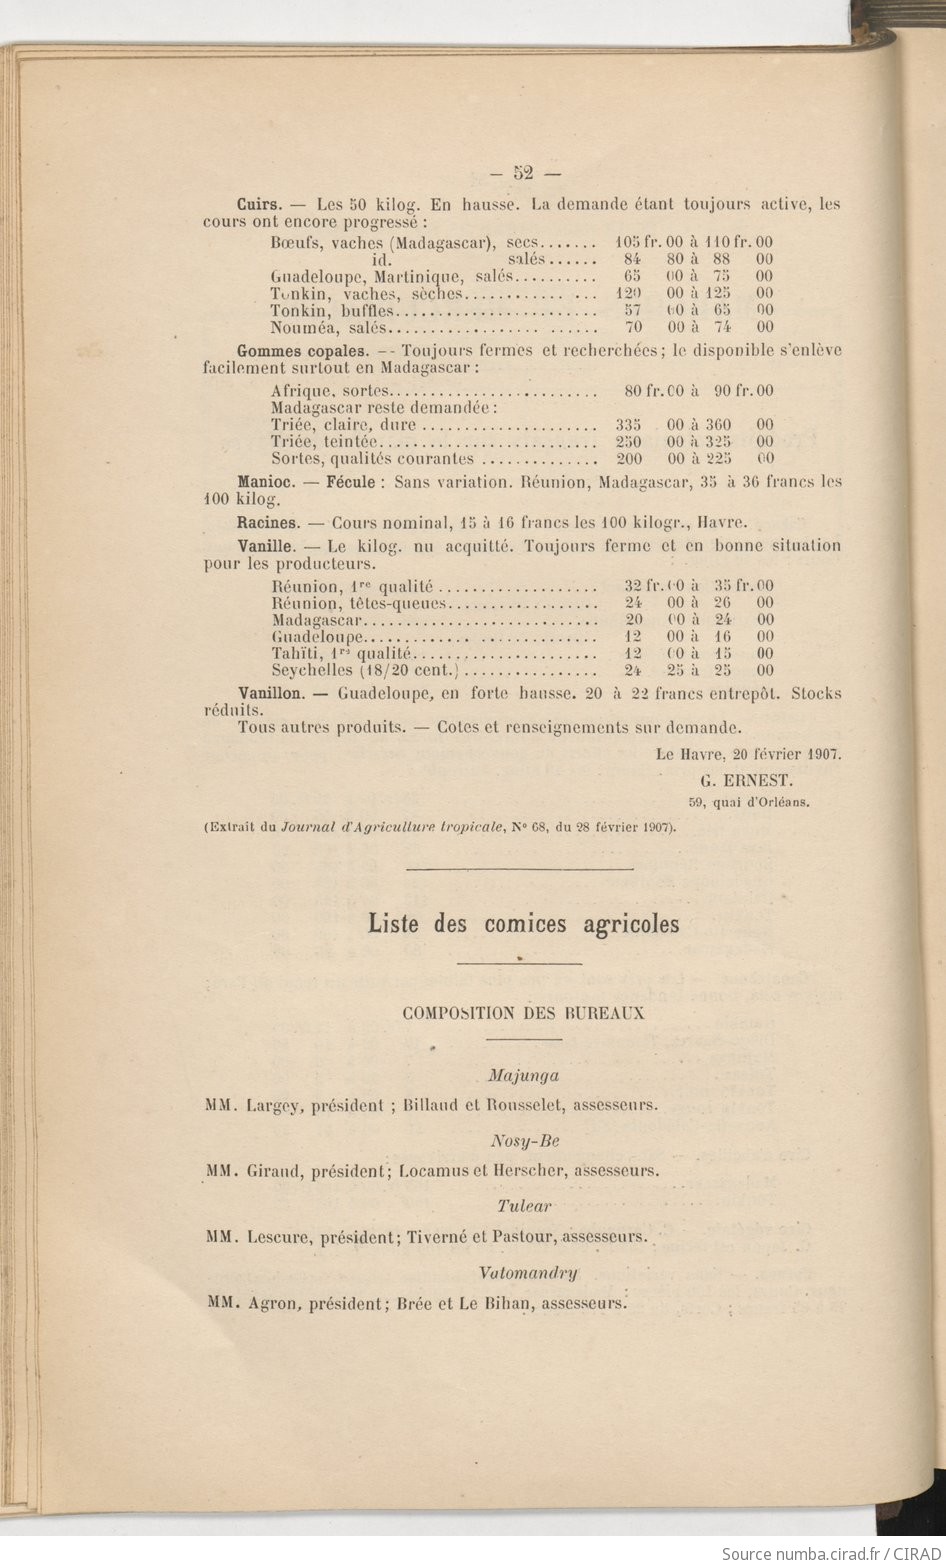 — 52 —
Cuirs. — Les 50 kilog. En hausse. La demande étant toujours active, les
cours ont encore progressé :
Bœufs, vaches (Madagascar), secs....... 105 fr. 00 à 110 fr. 00
id. salés...... 84 80 à 88 00
Guadeloupe, Martinique, salés.......... 65 00 à 75 00
Tonkin, vaches, sèches............ ... 120 00 à 125 00
Tonkin, buffles........................ 57 00 à 65 00
Nouméa, salés.................. ...... 70 00 à 74 00
Gommes copales. -- Toujours fermes et recherchées; le disponible s'enlève
facilement surtout en Madagascar :
Afrique, sortes......................... 80 fr. 00 à 90 fr. 00
Madagascar reste demandée :
Triée, claire, dure ..................... 335 00 à 360 00
Triée, teintée.......................... 250 00 à 325 00
Sortes, qualités courantes .............. 200 00 à 225 00
Manioc. — Fécule : Sans variation. Réunion, Madagascar, 35 à 36 francs les
100 kilog.
Racines. — Cours nominal, 15 à 16 francs les 100 kilogr., Havre.
Vanille. — Le kilog. nu acquitté. Toujours ferme et en bonne situation
pour les producteurs.
Réunion, 1re qualité ................... 32 fr. 00 à 35 fr. 00
Réunion, têtes-queues.................. 24 00 à 26 00
Madagascar............................ 20 00 à 24 00
Guadeloupe............. .............. 12 00 à 16 00
Tahïti, 1re qualité...................... 12 00 à 15 00
Seychelles (18/20 cent.)................ 24 25 à 25 00
Vanillon. — Guadeloupe, en forte hausse. 20 à 22 francs entrepôt. Stocks
réduits.
Tous autres produits. — Cotes et renseignements sur demande.
Le Havre, 20 février 1907.
G. ERNEST.
59, quai d'Orléans.
(Extrait du Journal d'Agriculture tropicale, No 68, du 28 février 1907).
Liste des comices agricoles
COMPOSITION DES BUREAUX
Majunga
MM. Largey, président ; Billaud et Rousselet, assesseurs.
Nosy-Be
MM. Giraud, président; Locamus et Herscher, assesseurs.
Tulear
MM. Lescure, président; Tiverné et Pastour, assesseurs.
Vatomandry
MM. Agron, président; Brée et Le Bihan, assesseurs.
Source numba.cirad.fr / CIRAD